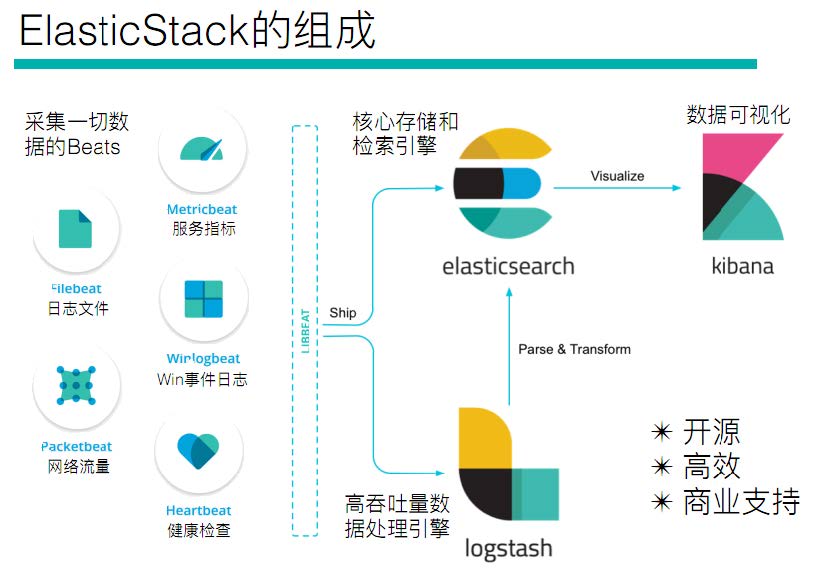 ElasticStack的组成
采集一切数
据的Beats
Metricbeat
服务指标
Filebeat
日志文件
Winlogbeat
Win事件日志
Packetbeat
网络流量
Heartbeat
健康检查
LIBBEAT
Ship
核心存储和
检索引擎
elasticsearch
Visualize
数据可视化
kibana
Parse & Transform
高吞吐量数
据处理引擎
logstash
✴ 开源
✴ 高效
✴ 商业支持